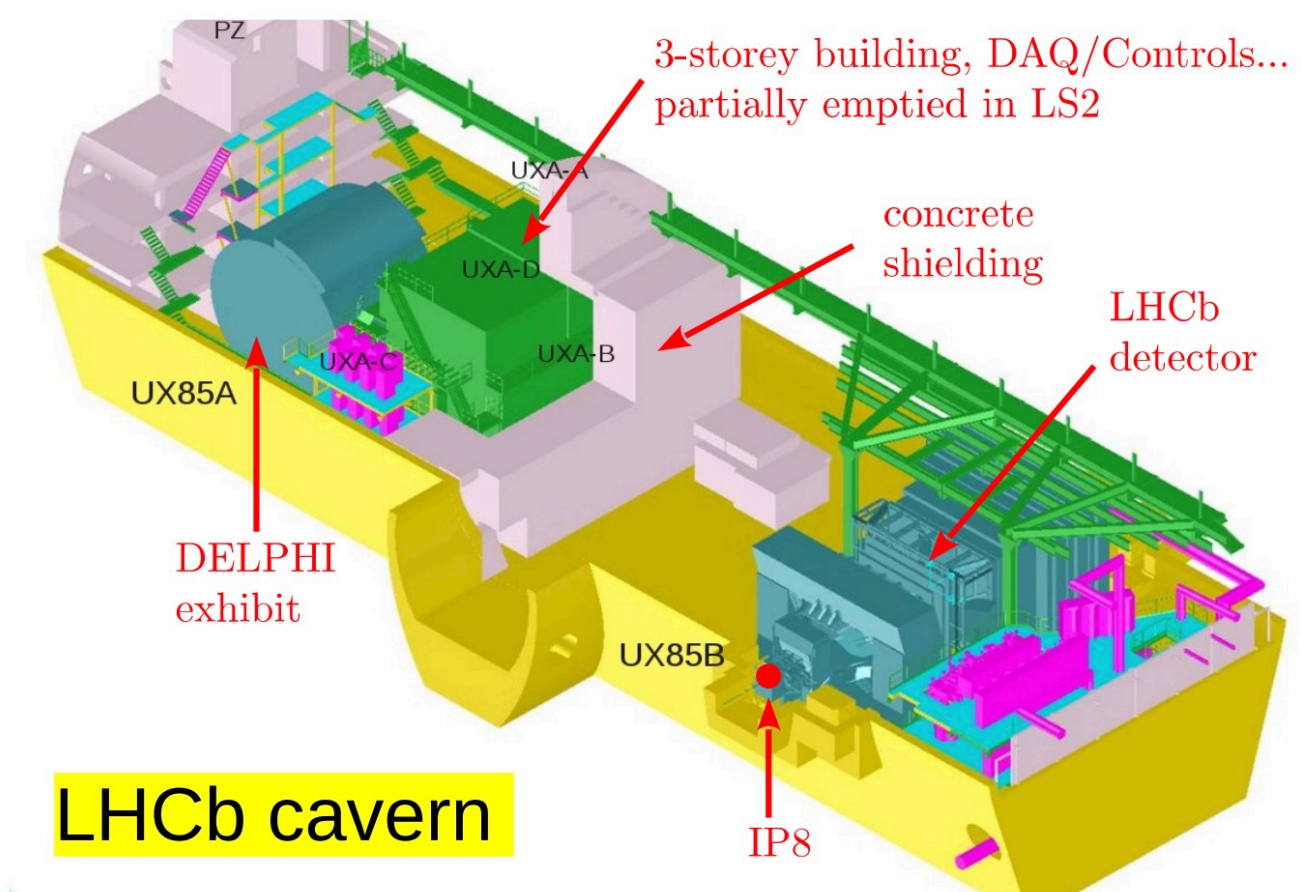 PZ
3-storey building, DAQ/Controls...
partially emptied in LS2
UXA-A
concrete
shielding
UXA-D
LHCb
detector
UXA-B
UXA-C
UX85A
DELPHI
exhibit
UX85B
LHCb cavern
IP8